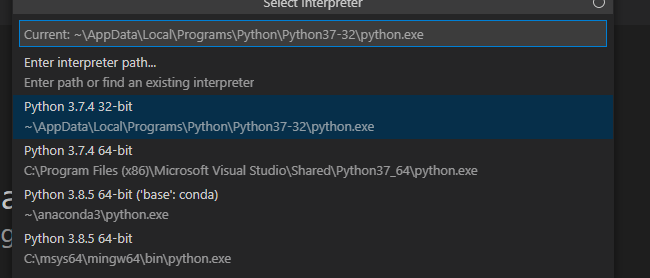 Select Interpreter
Current: ~\AppData\Local\Programs\Python\Python37-32\python.exe
Enter interpreter path...
Enter path or find an existing interpreter
Python 3.7.4 32-bit
~\AppData\Local\Programs\Python\Python37-32\python.exe
Python 3.7.4 64-bit
C:\Program Files (x86)\Microsoft Visual Studio\Shared\Python37_64\python.exe
Python 3.8.5 64-bit ('base': conda)
~\anaconda3\python.exe
Python 3.8.5 64-bit
C:\msys64\mingw64\bin\python.exe